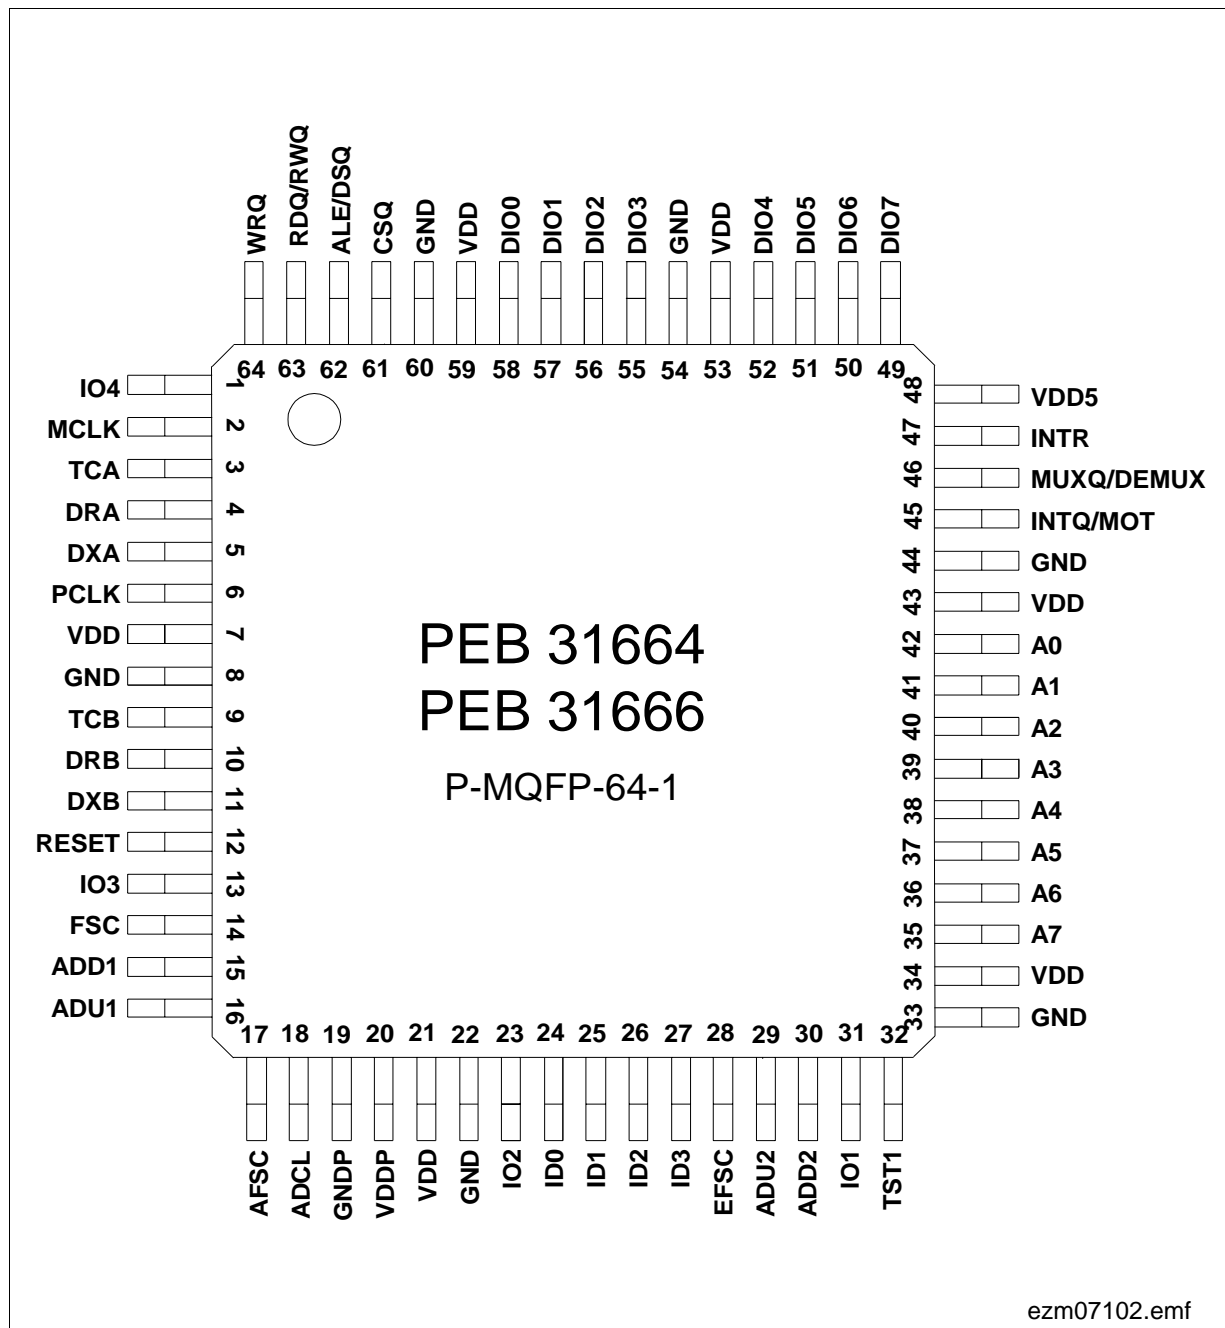 WRQ
RDQ/RWQ
ALE/DSQ
CSQ
GND
VDD
DIO0
DIO1
DIO2
DIO3
GND
VDD
DIO4
DIO5
DIO6
DIO7
64 63 62 61 60 59 58 57 56 55 54 53 52 51 50 49
IO4 1
MCLK 2
TCA 3
DRA 4
DXA 5
PCLK 6
VDD 7
GND 8
TCB 9
DRB 10
DXB 11
RESET 12
IO3 13
FSC 14
ADD1 15
ADU1 16
PEB 31664
PEB 31666
P-MQFP-64-1
48 VDD5
47 INTR
46 MUXQ/DEMUX
45 INTQ/MOT
44 GND
43 VDD
42 A0
41 A1
40 A2
39 A3
38 A4
37 A5
36 A6
35 A7
34 VDD
33 GND
17 18 19 20 21 22 23 24 25 26 27 28 29 30 31 32
AFSC
ADCL
GNDP
VDDP
VDD
GND
IO2
ID0
ID1
ID2
ID3
EFSC
ADU2
ADD2
IO1
TST1
ezm07102.emf